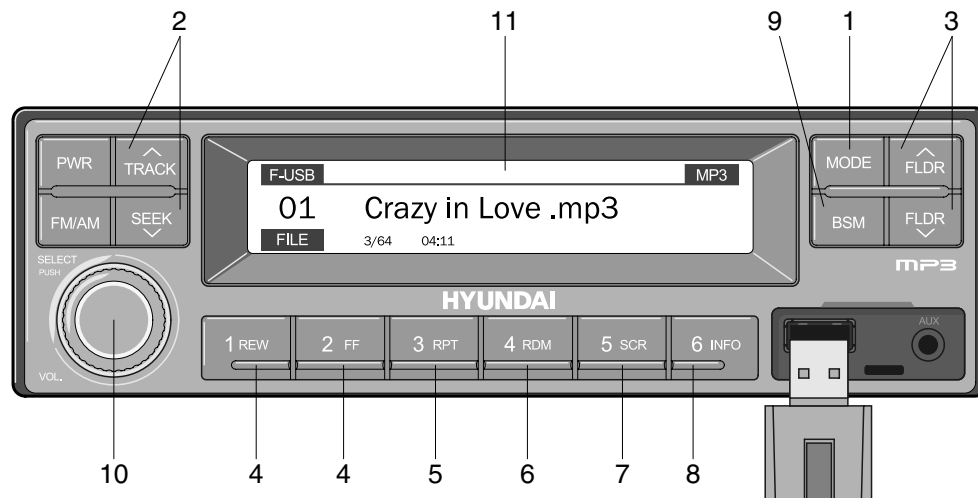 2 11 9 1 3
PWR TRACK
FM/AM SEEK
F-USB MP3
01 Crazy in Love .mp3
FILE 3/64 04:11
MODE FLDR
BSM FLDR
MP3
SELECT
PUSH
VOL.
HYUNDAI
1 REW 2 FF 3 RPT 4 RDM 5 SCR 6 INFO
AUX
10 4 4 5 6 7 8